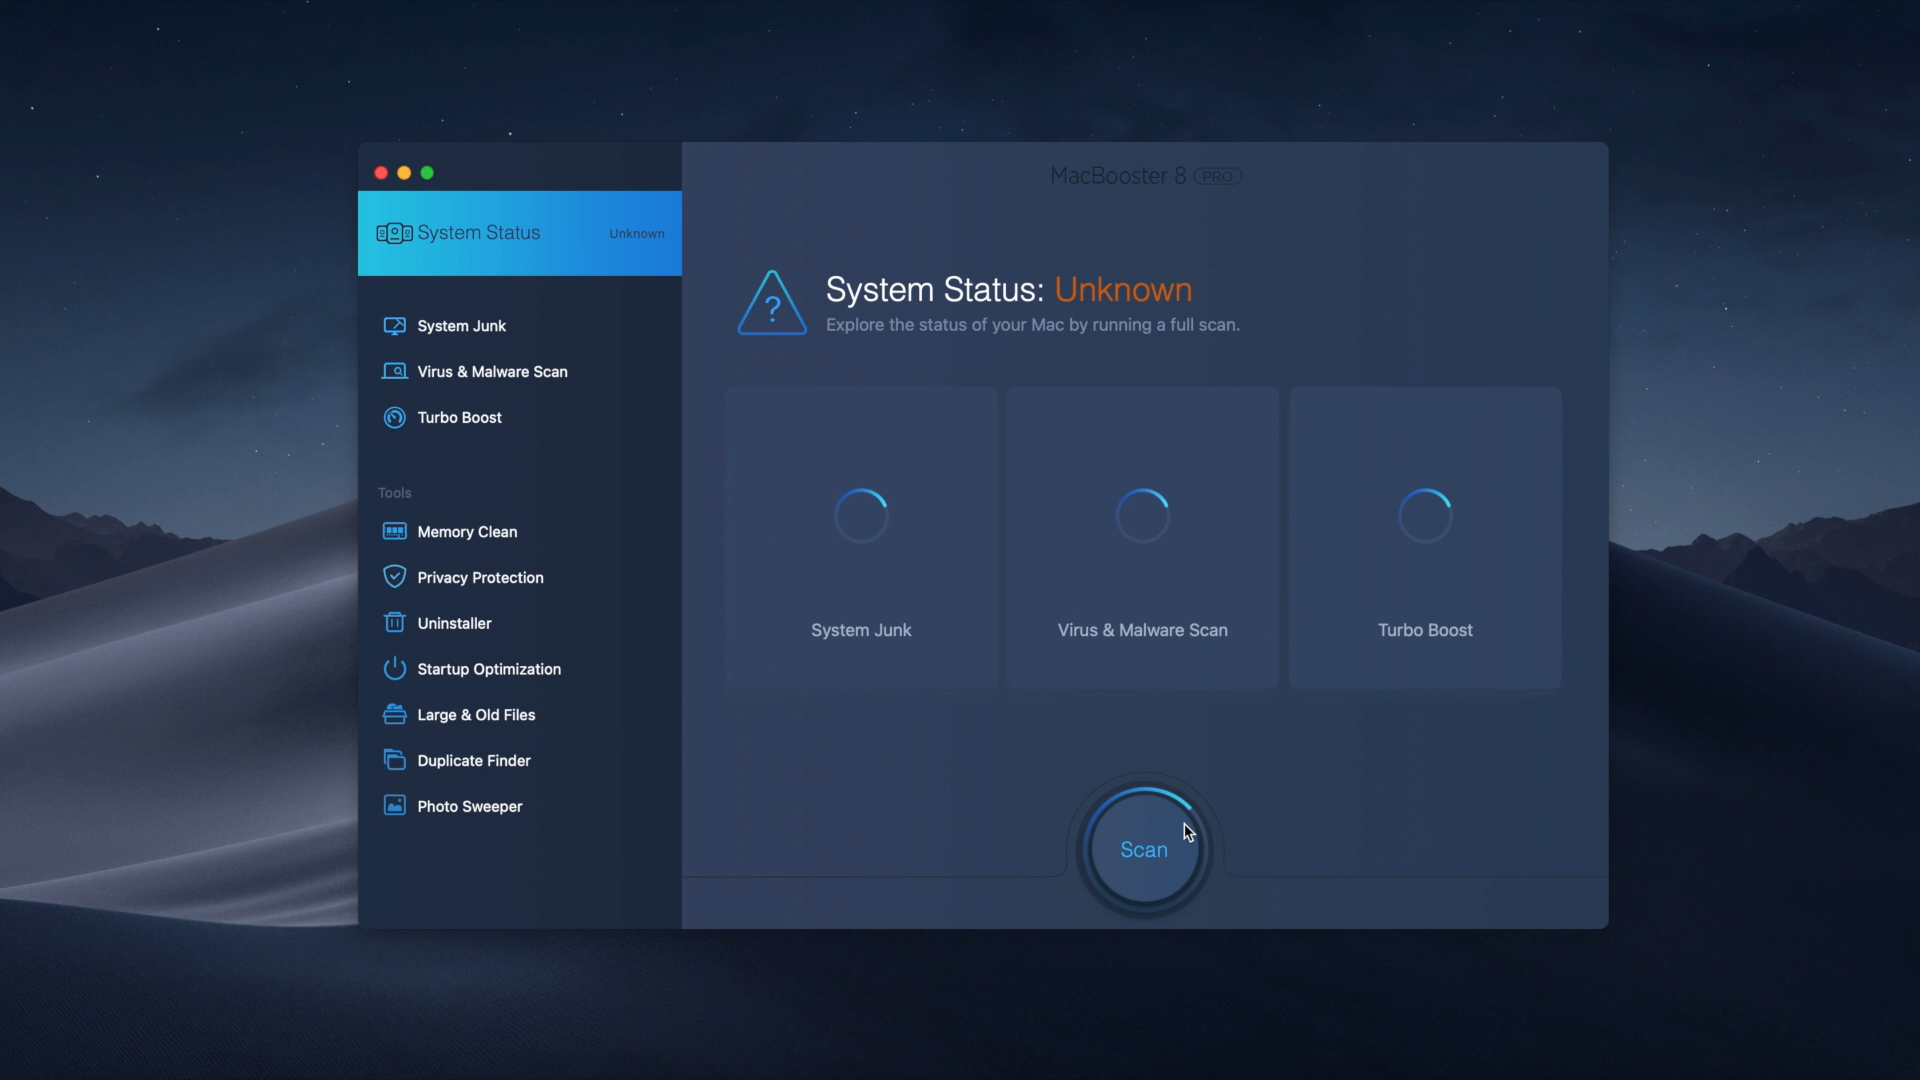 MacBooster 8 PRO
System Status Unknown
System Junk
Virus & Malware Scan
Turbo Boost
Tools
Memory Clean
Privacy Protection
Uninstaller
Startup Optimization
Large & Old Files
Duplicate Finder
Photo Sweeper
?
System Status: Unknown
Explore the status of your Mac by running a full scan.
System Junk
Virus & Malware Scan
Turbo Boost
Scan